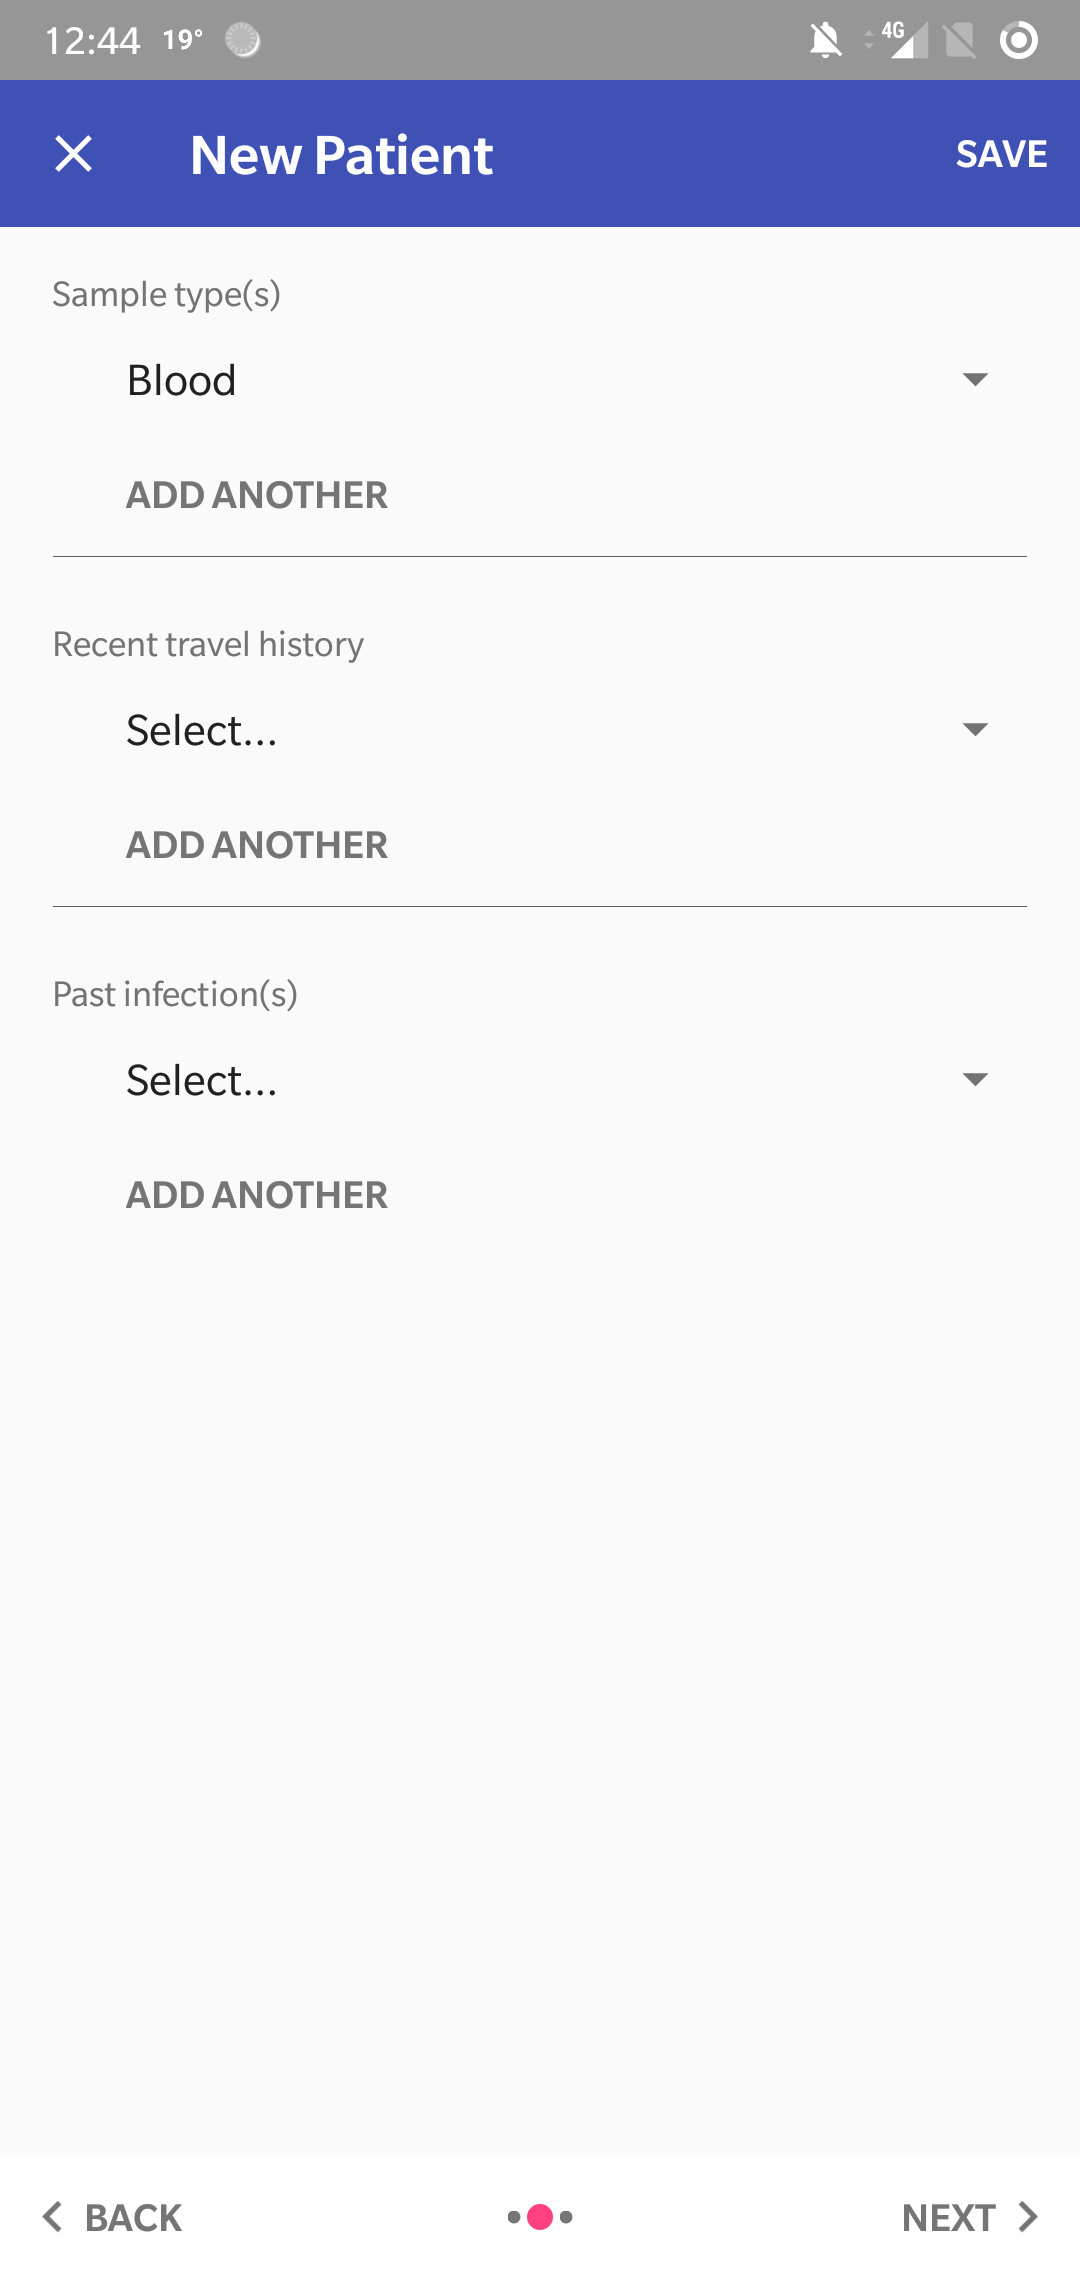 12:44 19° 4G
New Patient SAVE
Sample type(s)
Blood
ADD ANOTHER
Recent travel history
Select...
ADD ANOTHER
Past infection(s)
Select...
ADD ANOTHER
BACK NEXT